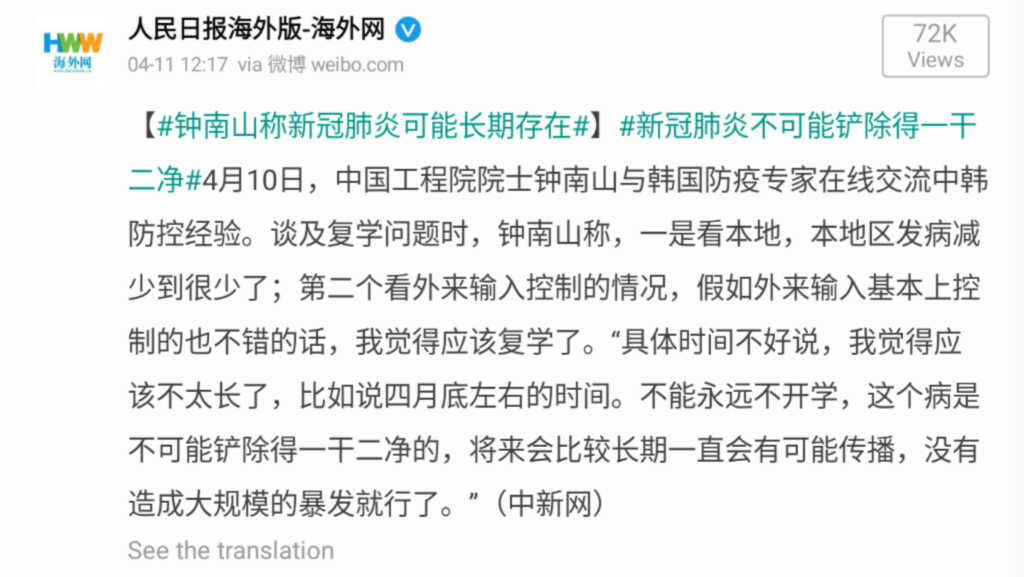 HWW
海外网
人民日报海外版-海外网
04-11 12:17 via 微博 weibo.com
72K
Views
【#钟南山称新冠肺炎可能长期存在#】#新冠肺炎不可能铲除得一干
二净#4月10日，中国工程院院士钟南山与韩国防疫专家在线交流中韩
防控经验。谈及复学问题时，钟南山称，一是看本地，本地区发病减
少到很少了；第二个看外来输入控制的情况，假如外来输入基本上控
制的也不错的话，我觉得应该复学了。“具体时间不好说，我觉得应
该不太长了，比如说四月底左右的时间。不能永远不开学，这个病是
不可能铲除得一干二净的，将来会比较长期一直会有可能传播，没有
造成大规模的暴发就行了。”（中新网）
See the translation